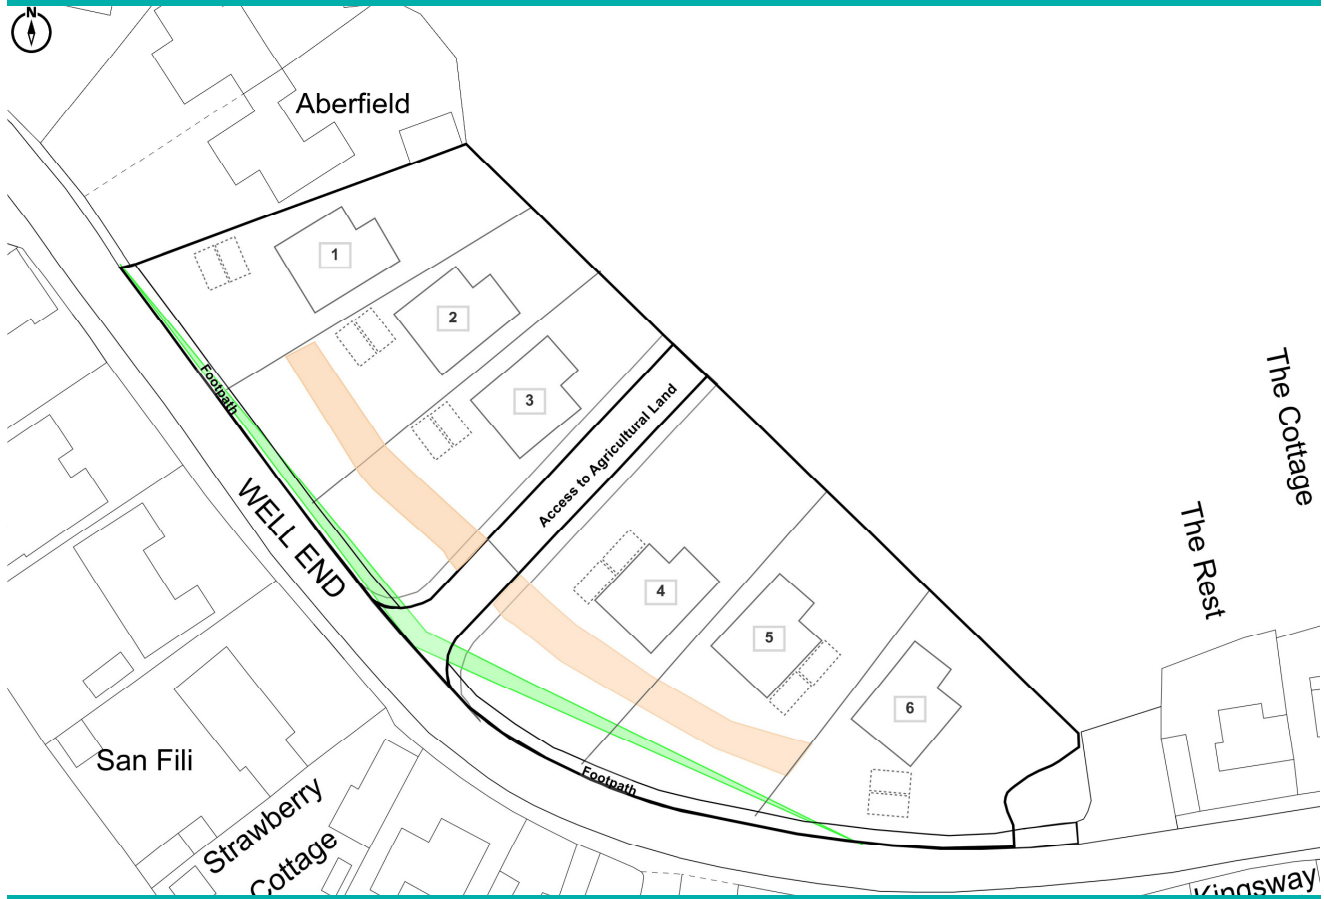 N
Aberfield
1
2
3
Footpath
Access to Agricultural Land
WELL END
The Cottage
The Rest
4
5
6
San Fili
Footpath
Strawberry
Cottage
Kingsway